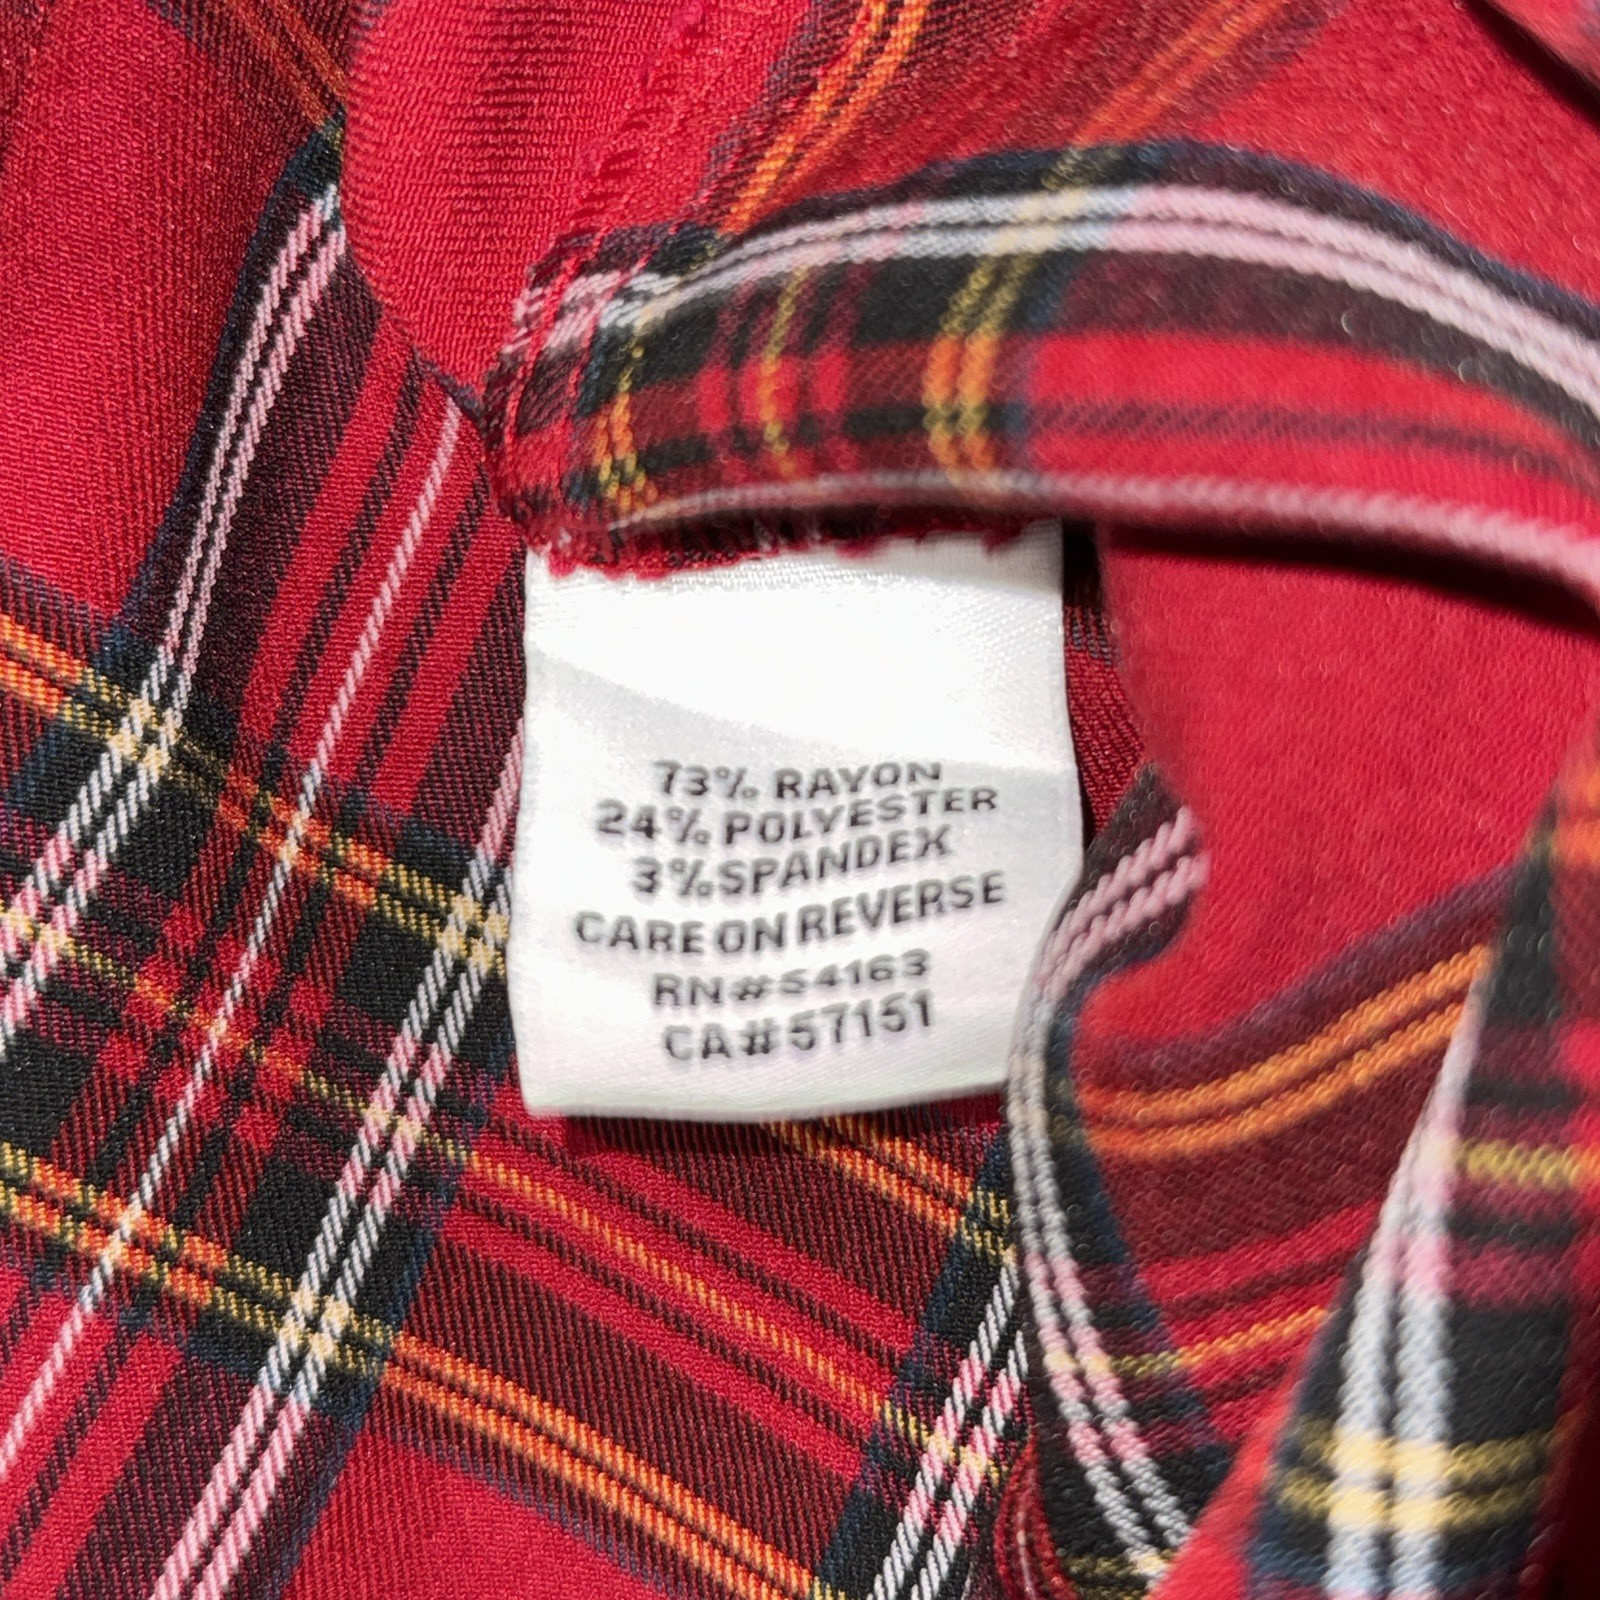 73% RAYON
24% POLYESTER
3% SPANDEX
CARE ON REVERSE
RN#54163
CA#57151